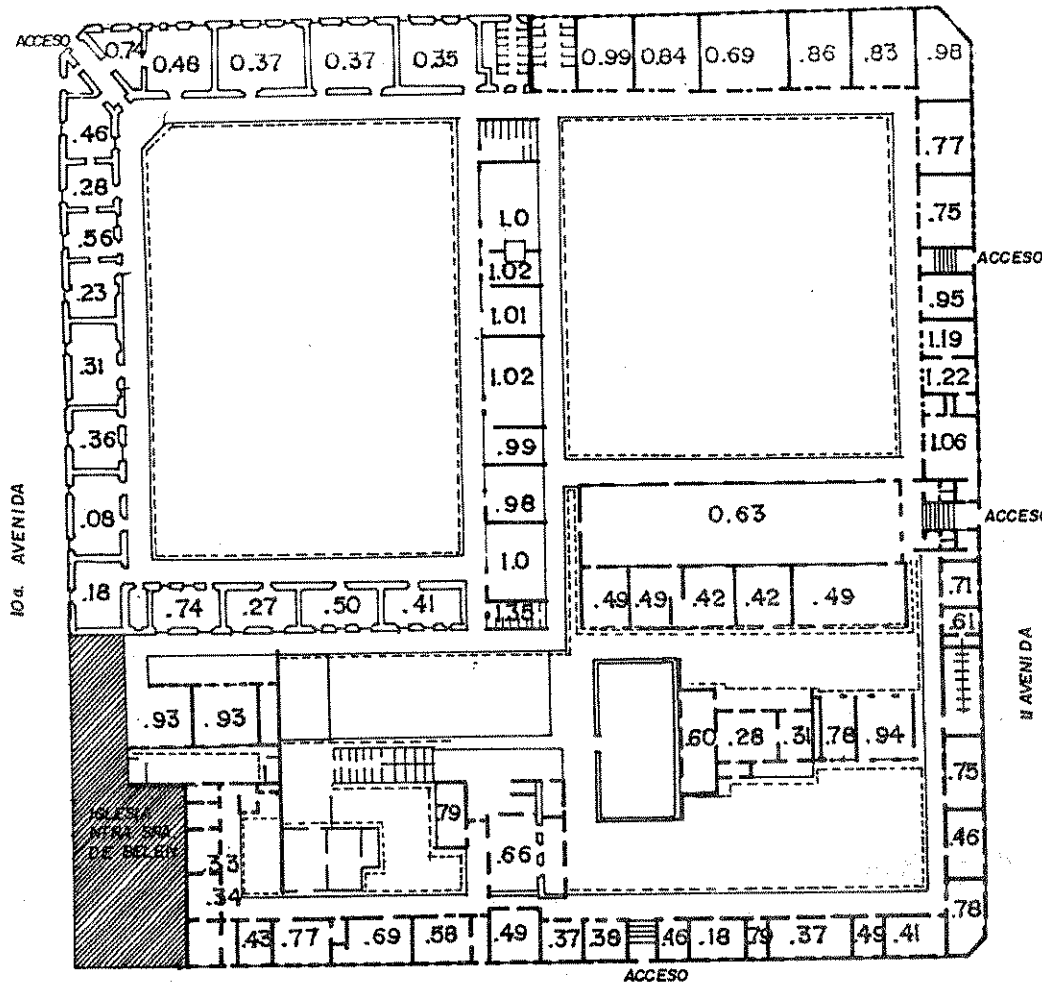 ACCESO
0.74 0.48 0.37 0.37 0.35 0.99 0.84 0.69 .86 .83 .98
.46
.77
.28
.75
1.0
.56
ACCESO
1.02
.23
.95
1.01
1.19
.31
1.02
1.22
.36
.99
1.06
10a. AVENIDA
.08
.98
0.63
ACCESO
.18
1.0
.74 .27 .50 .41
1.38
.49 .49 .42 .42 .49
.71
.61
11 AVENIDA
.93 .93
.60 .28 .31 .78 .94
.75
.79
IGLESIA
NTRA SRA.
DE BELEN
.46
.66
.34
.78
.43 .77 .69 .58 .49 .37 .38 .46 .18 .79 .37 .49 .41
ACCESO